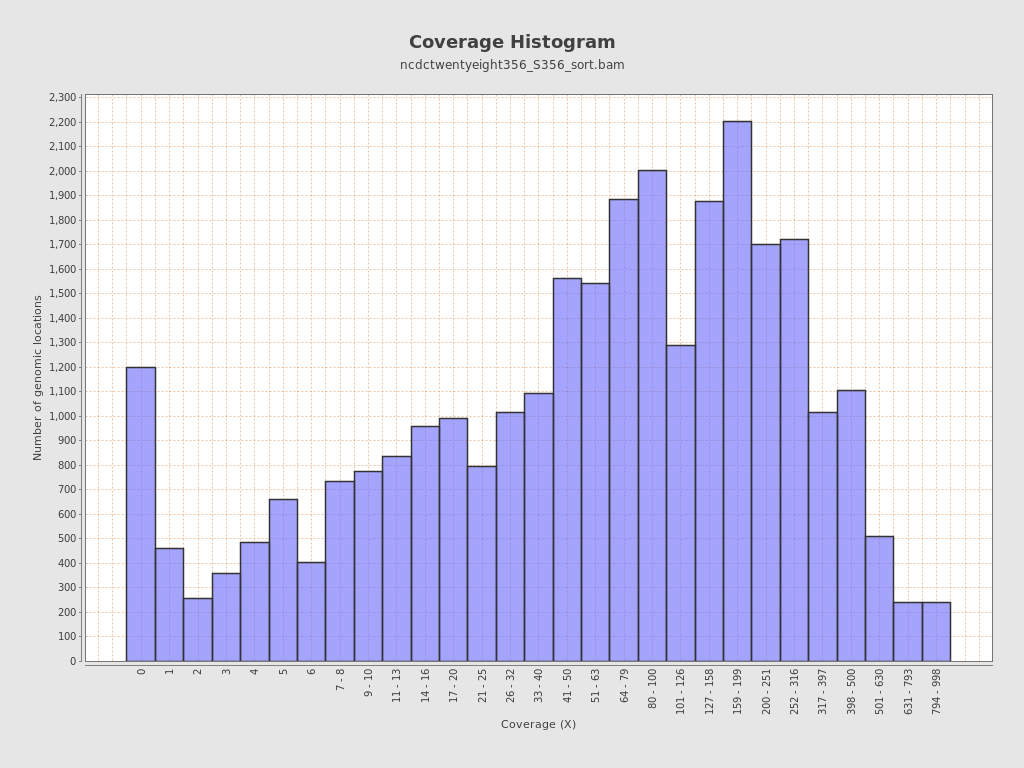 Coverage Histogram
ncdctwentyeight356_S356_sort.bam
2,300
2,200
2,100
2,000
1,900
1,800
1,700
1,600
1,500
1,400
1,300
1,200
1,100
1,000
900
800
700
600
500
400
300
200
100
0
Number of genomic locations
0
1
2
3
4
5
6
7 - 8
9 - 10
11 - 13
14 - 16
17 - 20
21 - 25
26 - 32
33 - 40
41 - 50
51 - 63
64 - 79
80 - 100
101 - 126
127 - 158
159 - 199
200 - 251
252 - 316
317 - 397
398 - 500
501 - 630
631 - 793
794 - 998
Coverage (X)